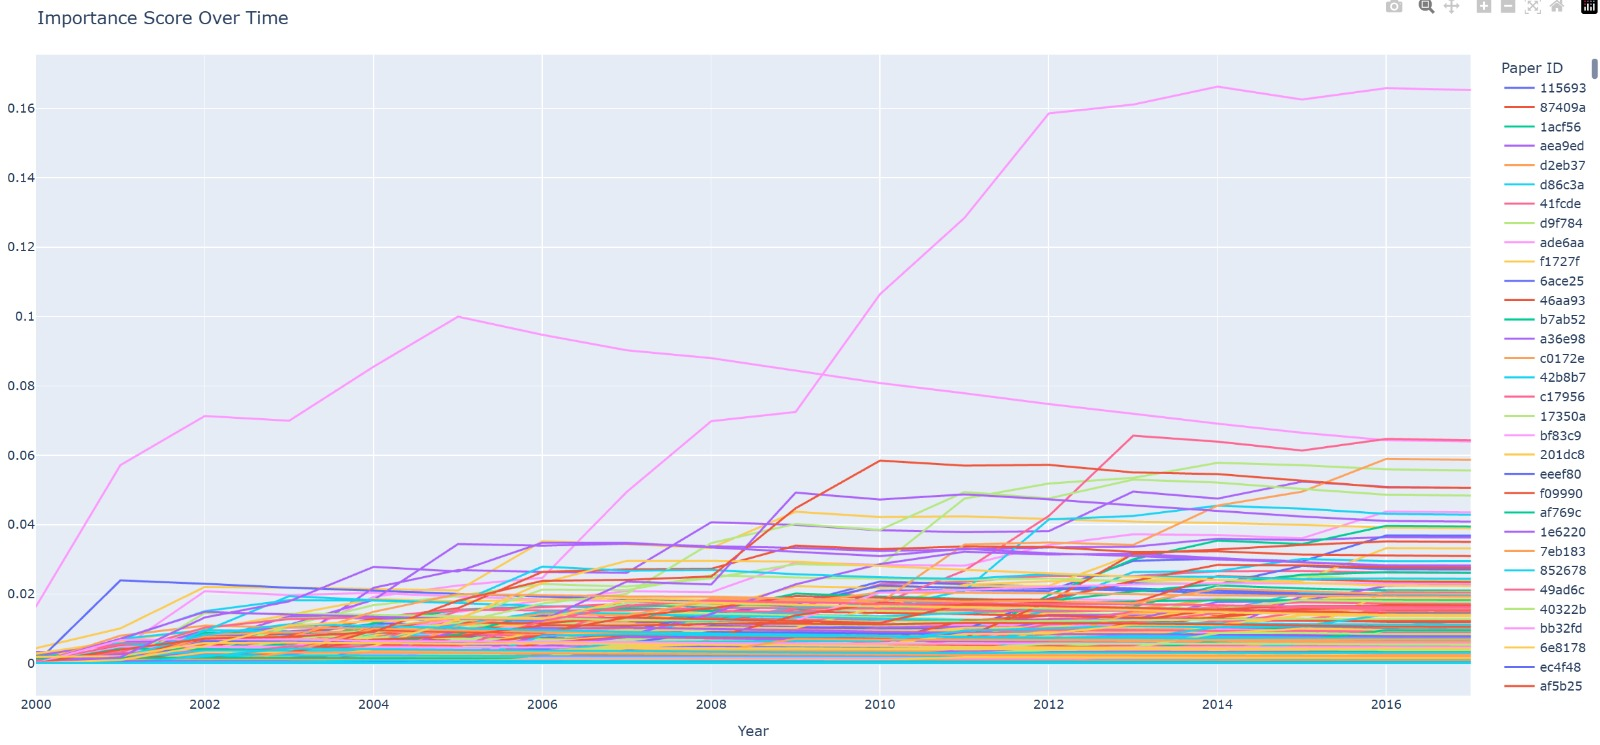 Importance Score Over Time
Paper ID
115693
87409a
1acf56
aea9ed
d2eb37
d86c3a
41fcde
d9f784
ade6aa
f1727f
6ace25
46aa93
b7ab52
a36e98
c0172e
42b8b7
c17956
17350a
bf83c9
201dc8
eeef80
f09990
af769c
1e6220
7eb183
852678
49ad6c
40322b
bb32fd
6e8178
ec4f48
af5b25
0.16
0.14
0.12
0.1
0.08
0.06
0.04
0.02
0
2000 2002 2004 2006 2008 2010 2012 2014 2016
Year